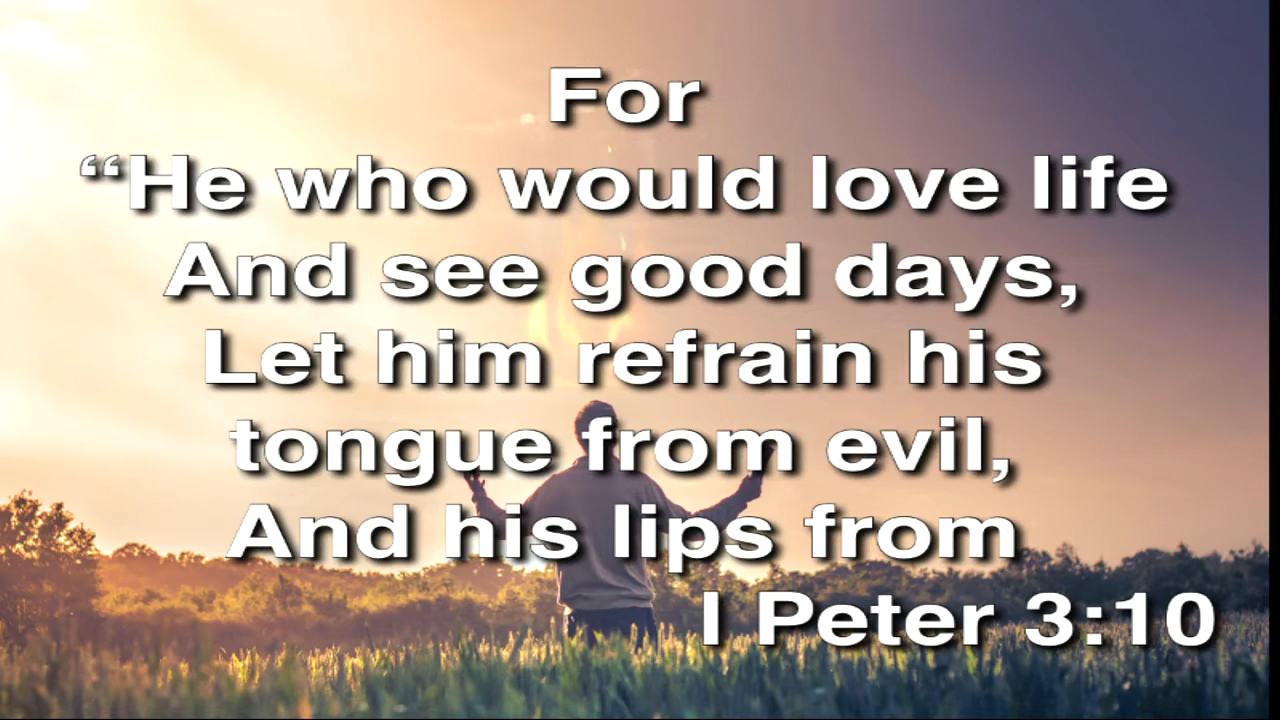 For
“He who would love life
And see good days,
Let him refrain his
tongue from evil,
And his lips from
I Peter 3:10